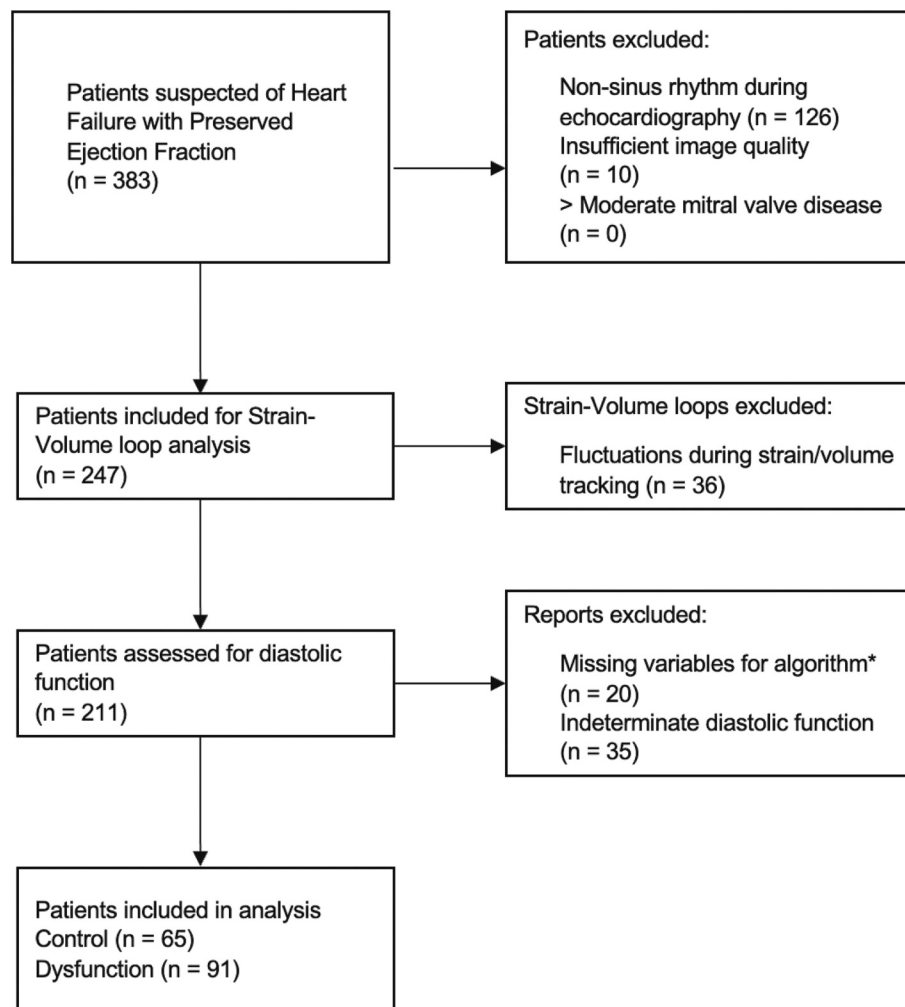 Patients suspected of Heart
Failure with Preserved
Ejection Fraction
(n = 383)
Patients excluded:
Non-sinus rhythm during
echocardiography (n = 126)
Insufficient image quality
(n = 10)
> Moderate mitral valve disease
(n = 0)
Patients included for Strain-
Volume loop analysis
(n = 247)
Strain-Volume loops excluded:
Fluctuations during strain/volume
tracking (n = 36)
Patients assessed for diastolic
function
(n = 211)
Reports excluded:
Missing variables for algorithm*
(n = 20)
Indeterminate diastolic function
(n = 35)
Patients included in analysis
Control (n = 65)
Dysfunction (n = 91)